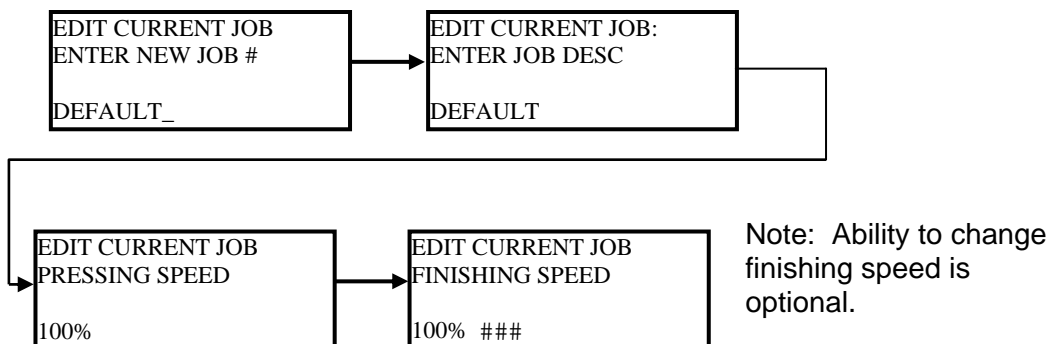 EDIT CURRENT JOB
ENTER NEW JOB #
DEFAULT_
EDIT CURRENT JOB:
ENTER JOB DESC
DEFAULT
EDIT CURRENT JOB
PRESSING SPEED
100%
EDIT CURRENT JOB
FINISHING SPEED
100% ###
Note: Ability to change
finishing speed is
optional.